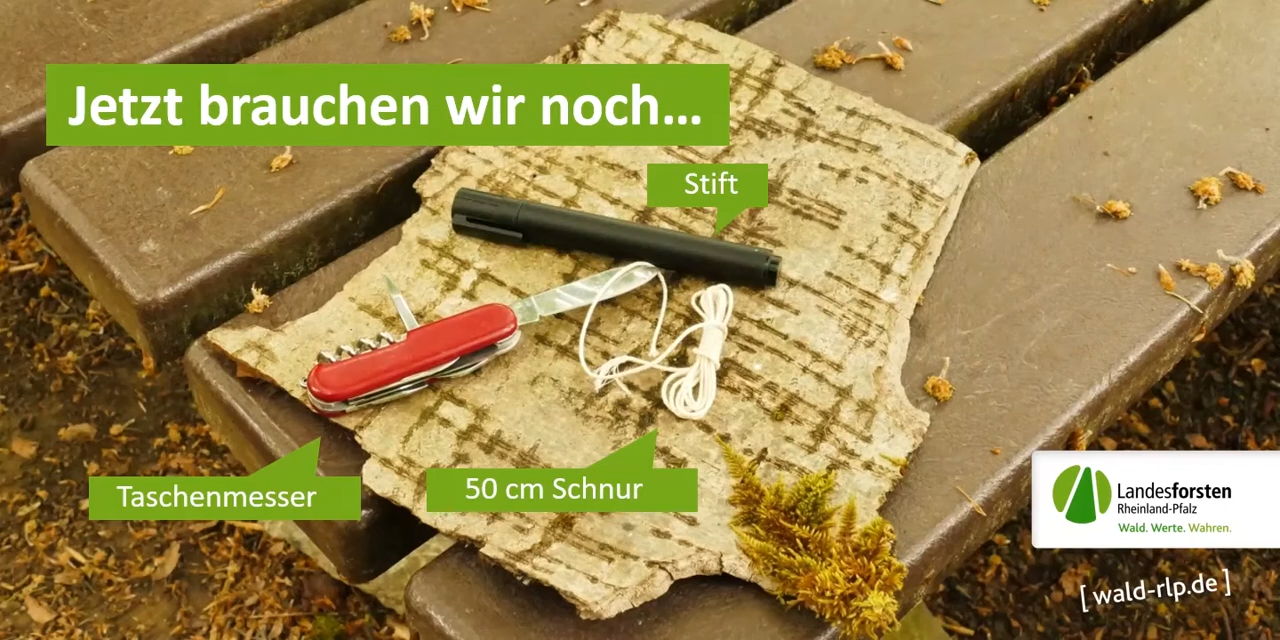 Jetzt brauchen wir noch...
Stift
Taschenmesser
50 cm Schnur
Landesforsten
Rheinland-Pfalz
Wald. Werte. Wahren.
[ wald-rlp.de ]